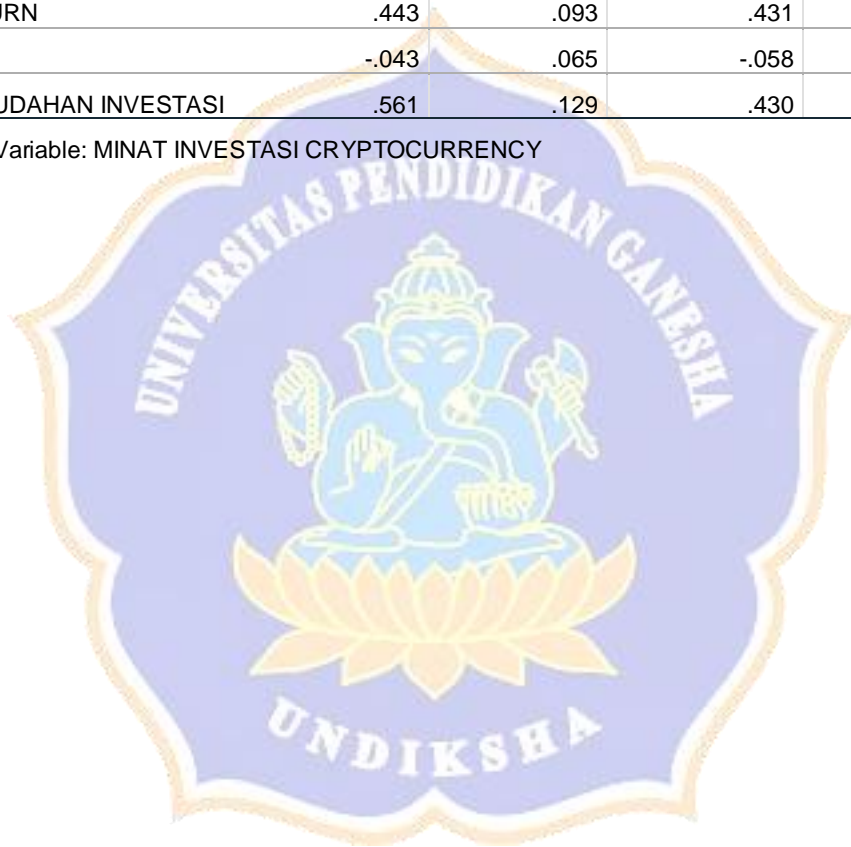 URN .443 .093 .431
-.043 .065 -.058
UDAHAN INVESTASI .561 .129 .430
Variable: MINAT INVESTASI CRYPTOCURRENCY
UNIVERSITAS PENDIDIKAN GANESHA
UNDIKSHA